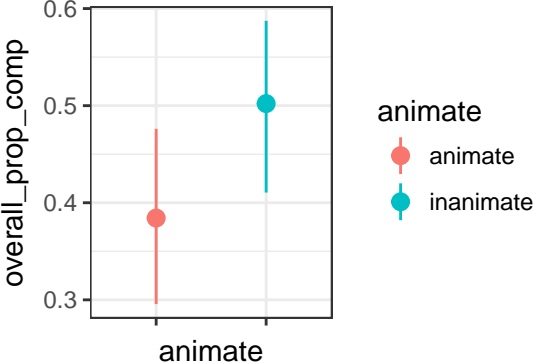 overall_prop_comp
0.6
0.5
0.4
0.3
animate
animate
animate
inanimate